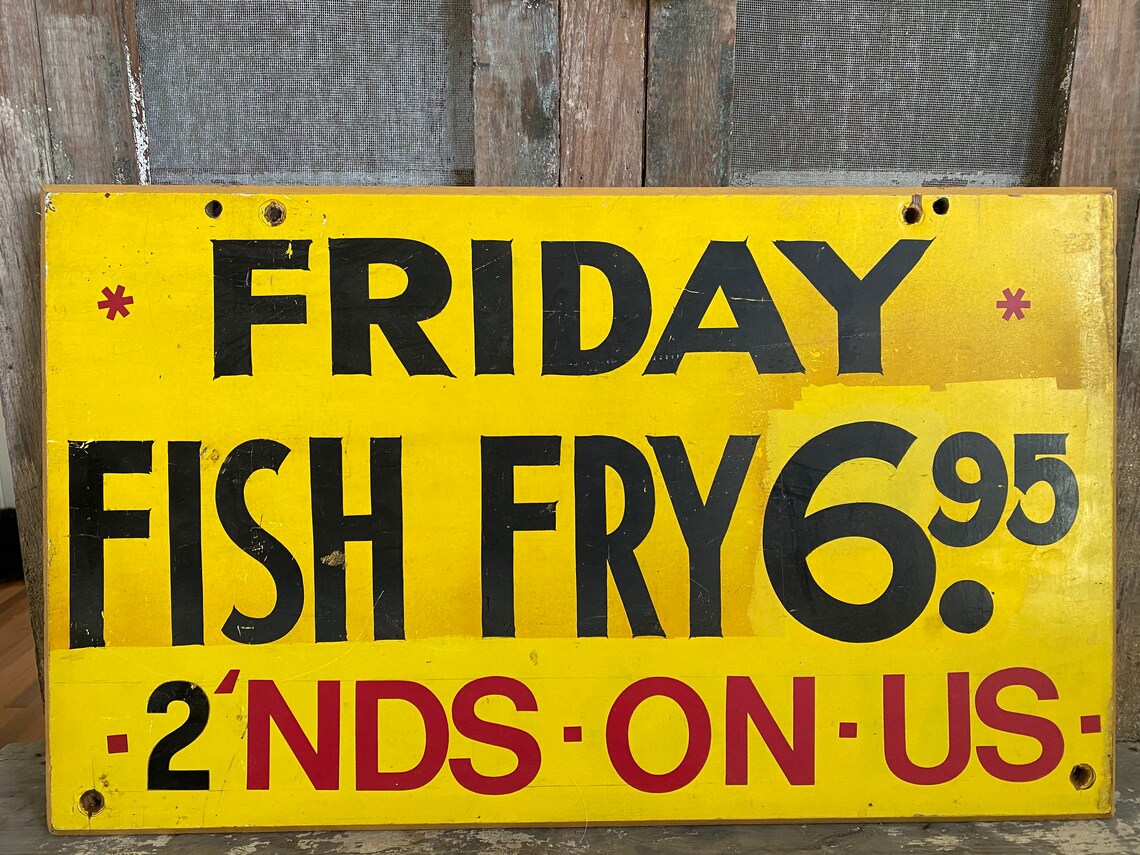 * FRIDAY *
FISH FRY 6.95
·2'NDS·ON·US·